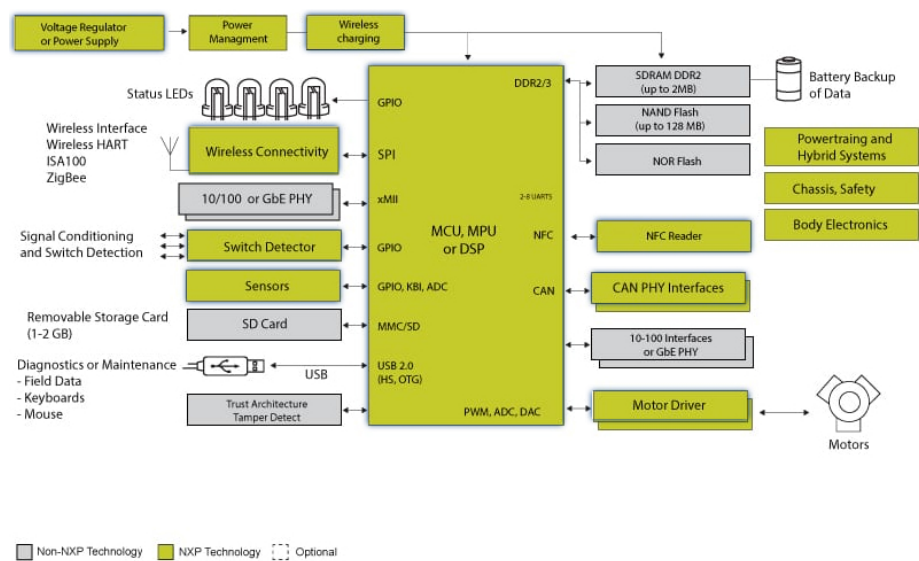 Voltage Regulator
or Power Supply
Power
Managment
Wireless
charging
Status LEDs
GPIO
DDR2/3
SDRAM DDR2
(up to 2MB)
Battery Backup
of Data
NAND Flash
(up to 128 MB)
NOR Flash
Powertraing and
Hybrid Systems
Chassis, Safety
Body Electronics
Wireless Interface
Wireless HART
ISA100
ZigBee
Wireless Connectivity
SPI
10/100 or GbE PHY
xMII
2-8 UARTS
Signal Conditioning
and Switch Detection
Switch Detector
GPIO
MCU, MPU
or DSP
NFC
NFC Reader
Sensors
GPIO, KBI, ADC
CAN
CAN PHY Interfaces
Removable Storage Card
(1-2 GB)
SD Card
MMC/SD
10-100 Interfaces
or GbE PHY
Diagnostics or Maintenance
- Field Data
- Keyboards
- Mouse
USB
USB 2.0
(HS, OTG)
Trust Architecture
Tamper Detect
PWM, ADC, DAC
Motor Driver
Motors
Non-NXP Technology
NXP Technology
Optional